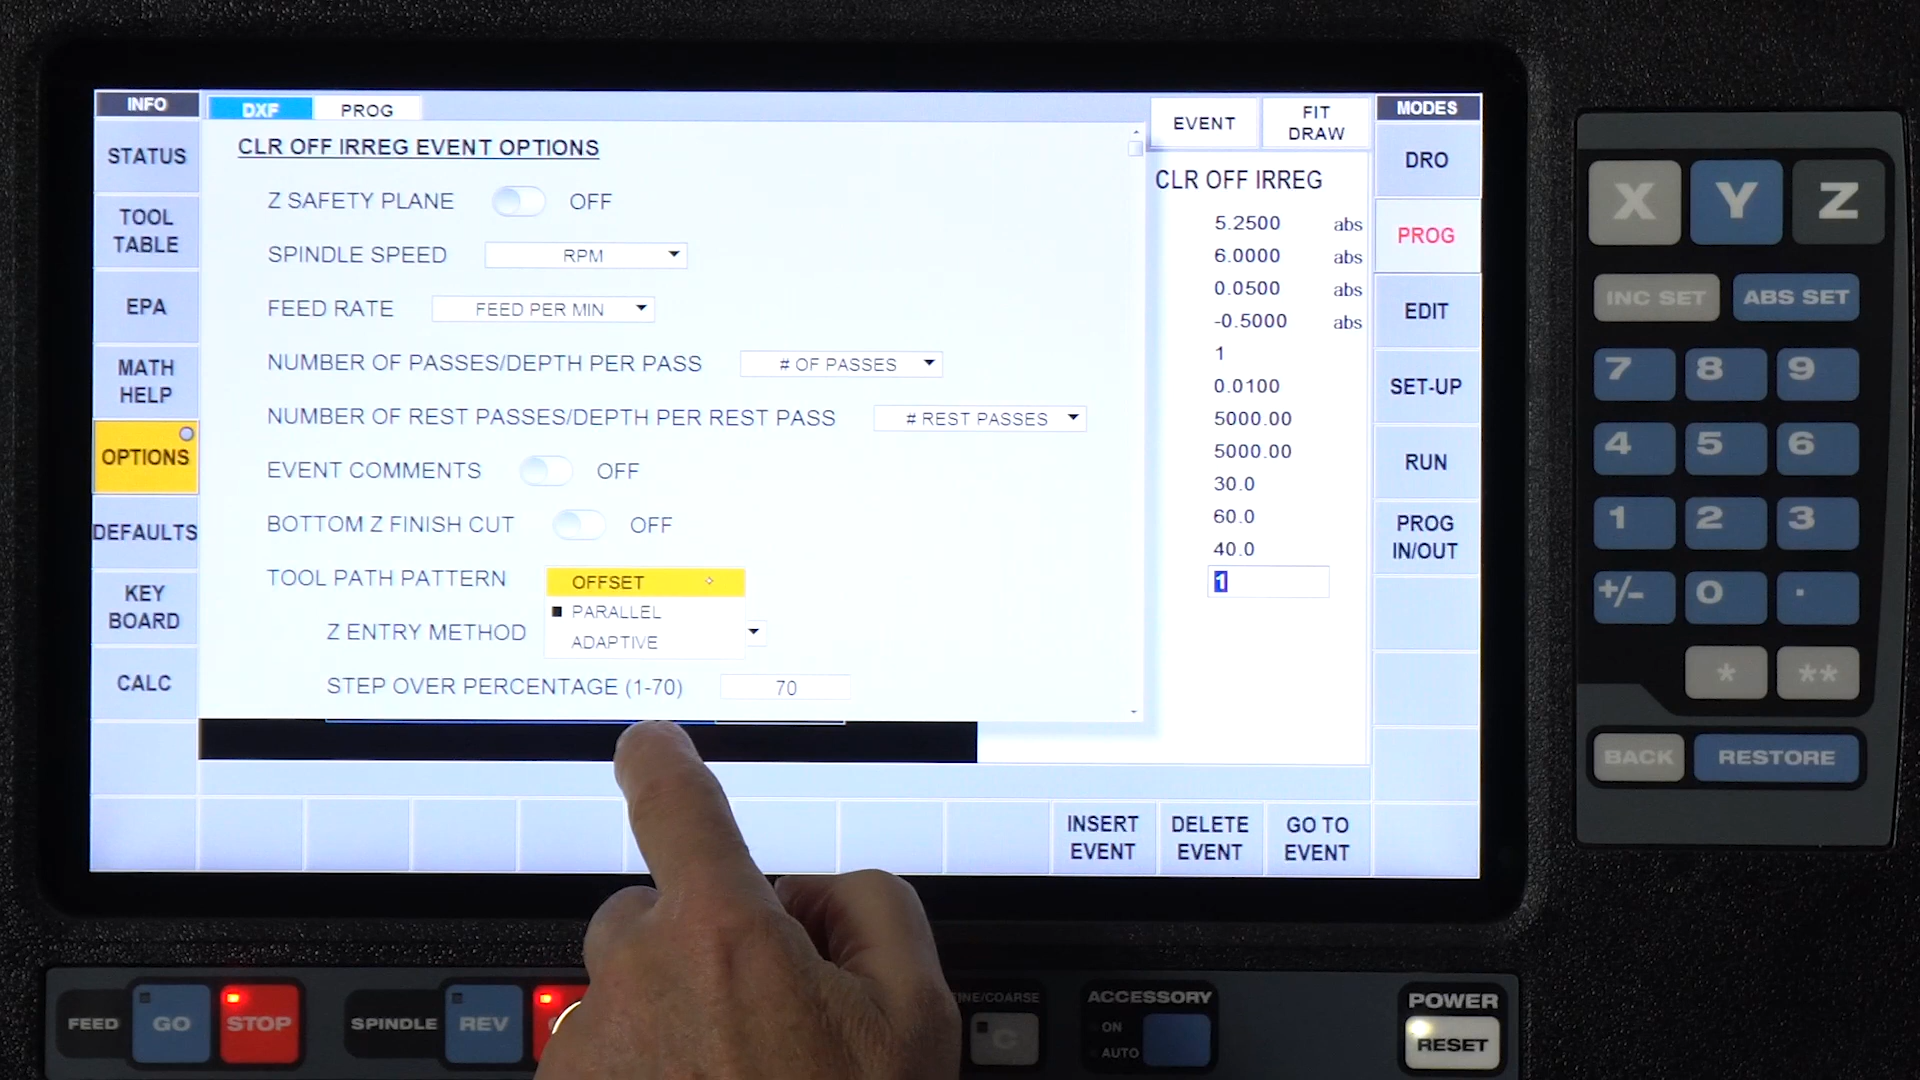 INFO
DXF
PROG
EVENT
FIT
DRAW
MODES
STATUS
TOOL
TABLE
EPA
MATH
HELP
OPTIONS
DEFAULTS
KEY
BOARD
CALC
CLR OFF IRREG EVENT OPTIONS
Z SAFETY PLANE OFF
SPINDLE SPEED RPM
FEED RATE FEED PER MIN
NUMBER OF PASSES/DEPTH PER PASS # OF PASSES
NUMBER OF REST PASSES/DEPTH PER REST PASS # REST PASSES
EVENT COMMENTS OFF
BOTTOM Z FINISH CUT OFF
TOOL PATH PATTERN OFFSET
PARALLEL
ADAPTIVE
Z ENTRY METHOD
STEP OVER PERCENTAGE (1-70) 70
CLR OFF IRREG
5.2500 abs
6.0000 abs
0.0500 abs
-0.5000 abs
1
0.0100
5000.00
5000.00
30.0
60.0
40.0
1
DRO
PROG
EDIT
SET-UP
RUN
PROG
IN/OUT
INSERT
EVENT
DELETE
EVENT
GO TO
EVENT
X Y Z
INC SET ABS SET
7 8 9
4 5 6
1 2 3
+/- 0 .
* **
BACK RESTORE
FEED GO STOP
SPINDLE REV
INE/COARSE
C
ACCESSORY
ON
AUTO
POWER
RESET